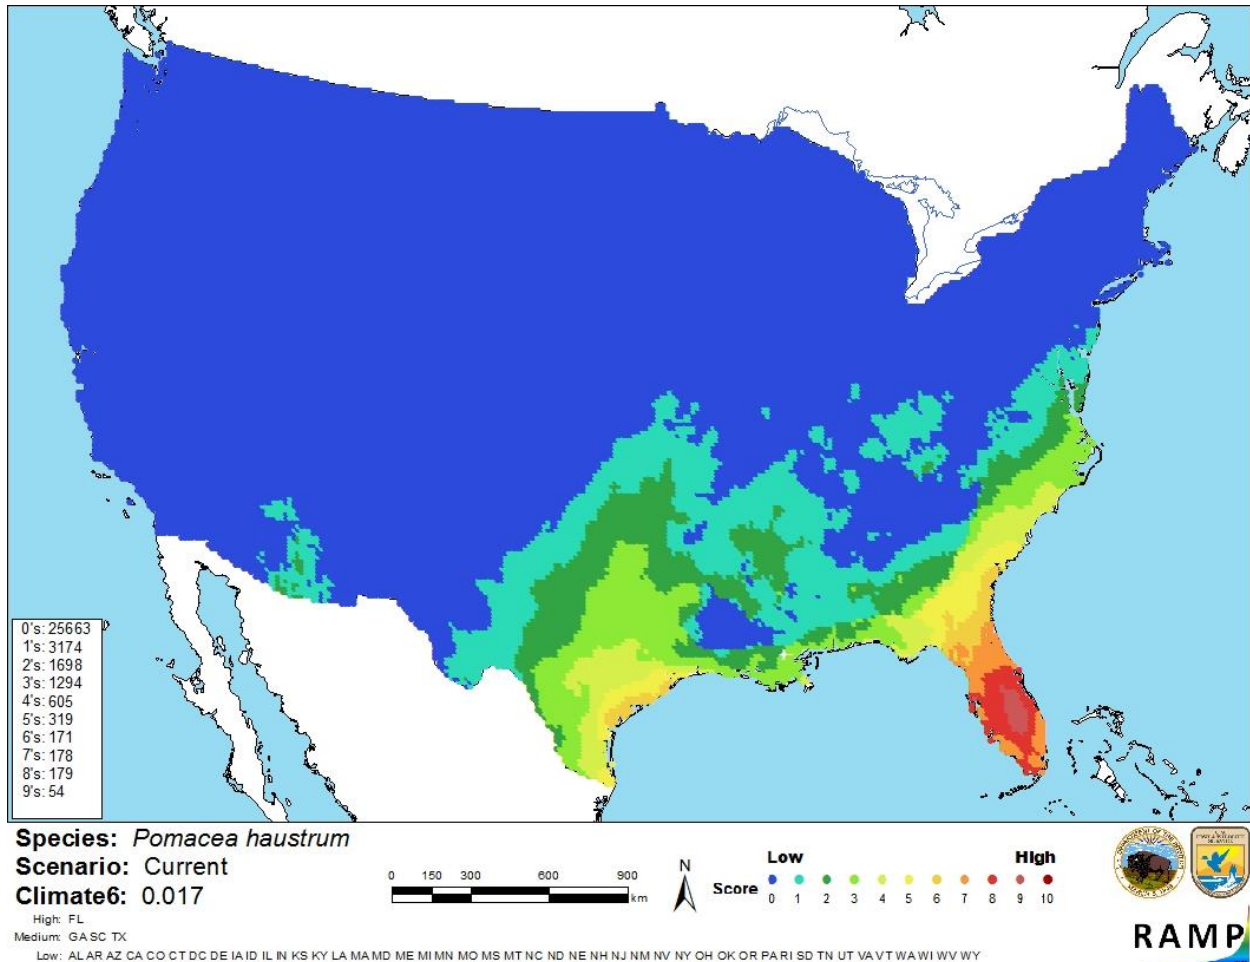 0's: 25663
1's: 3174
2's: 1698
3's: 1294
4's: 605
5's: 319
6's: 171
7's: 178
8's: 179
9's: 54
Species: Pomacea haustrum
Scenario: Current
Climate6: 0.017
High: FL
Medium: GA SC TX
Low: AL AR AZ CA CO CT DC DE IA ID IL IN KS KY LA MA MD ME MI MN MO MS MT NC ND NE NH NJ NM NV NY OH OK OR PA RI SD TN UT VA VT WA WI WV WY
0 150 300 600 900
km
N
Low High
Score 0 1 2 3 4 5 6 7 8 9 10
RAMP